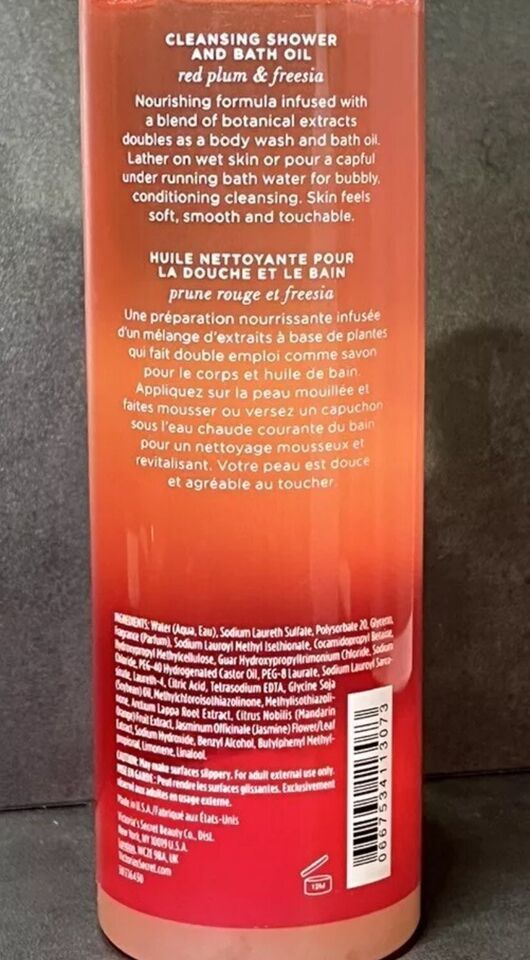 CLEANSING SHOWER
AND BATH OIL
red plum & freesia
Nourishing formula infused with
a blend of botanical extracts
doubles as a body wash and bath oil.
Lather on wet skin or pour a capful
under running bath water for bubbly,
conditioning cleansing. Skin feels
soft, smooth and touchable.
HUILE NETTOYANTE POUR
LA DOUCHE ET LE BAIN
prune rouge et freesia
Une préparation nourrissante infusée
d'un mélange d'extraits à base de plantes
qui fait double emploi comme savon
pour le corps et huile de bain.
Appliquez sur la peau mouillée et
faites mousser ou versez un capuchon
sous l'eau chaude courante du bain
pour un nettoyage mousseux et
revitalisant. Votre peau est douce
et agréable au toucher.
INGREDIENTS: Water (Aqua, Eau), Sodium Laureth Sulfate, Polysorbate 20, Glycerin,
Fragrance (Parfum), Sodium Lauroyl Methyl Isethionate, Cocamidopropyl Betaine,
Hydroxypropyl Methylcellulose, Guar Hydroxypropyltrimonium Chloride, Sodium
Chloride, PEG-40 Hydrogenated Castor Oil, PEG-8 Laurate, Sodium Lauroyl Sarco-
sinate, Laureth-4, Citric Acid, Tetrasodium EDTA, Glycine Soja
(Soybean) Oil, Methylchloroisothiazolinone, Methylisothiazoli-
none, Arctium Lappa Root Extract, Citrus Nobilis (Mandarin
Orange) Fruit Extract, Jasminum Officinale (Jasmine) Flower/Leaf
Extract, Sodium Hydroxide, Benzyl Alcohol, Butylphenyl Methyl-
propional, Limonene, Linalool.
CAUTION: May make surfaces slippery. For adult external use only.
MISE EN GARDE: Peut rendre les surfaces glissantes. Exclusivement
réservé aux adultes en usage externe.
Made in U.S.A./Fabriqué aux États-Unis
Victoria's Secret Beauty Co., Dist.
New York, NY 10019 U.S.A.
London, WC2E 9BA, UK
VictoriasSecret.com
12M
0667534113073